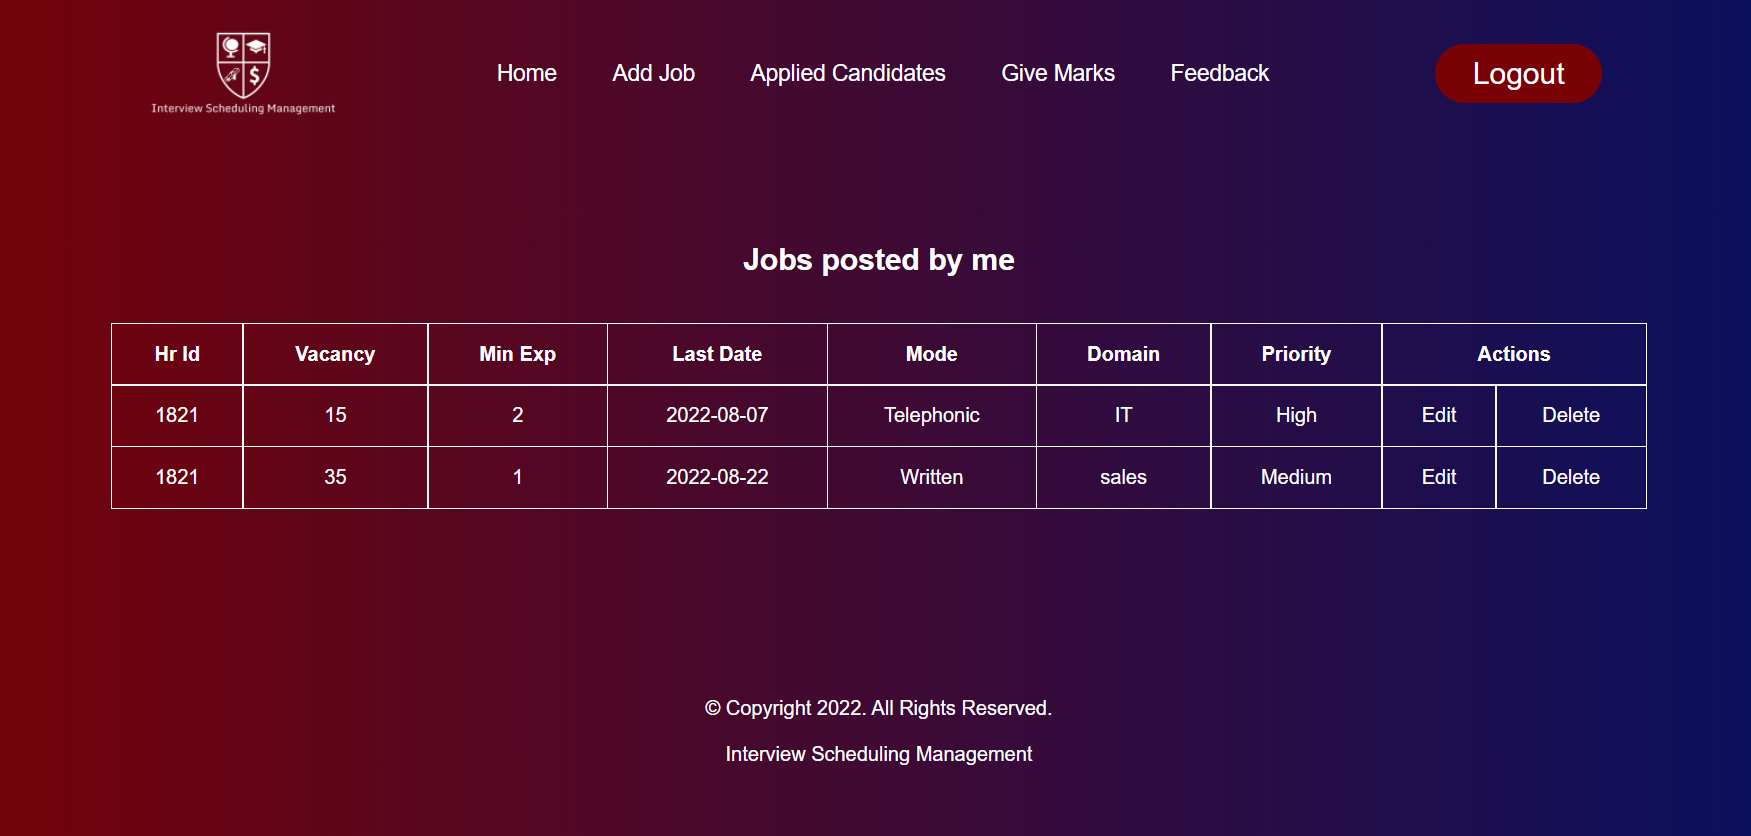 Interview Scheduling Management
Home Add Job Applied Candidates Give Marks Feedback Logout
Jobs posted by me
Hr Id Vacancy Min Exp Last Date Mode Domain Priority Actions
1821 15 2 2022-08-07 Telephonic IT High Edit Delete
1821 35 1 2022-08-22 Written sales Medium Edit Delete
© Copyright 2022. All Rights Reserved.
Interview Scheduling Management